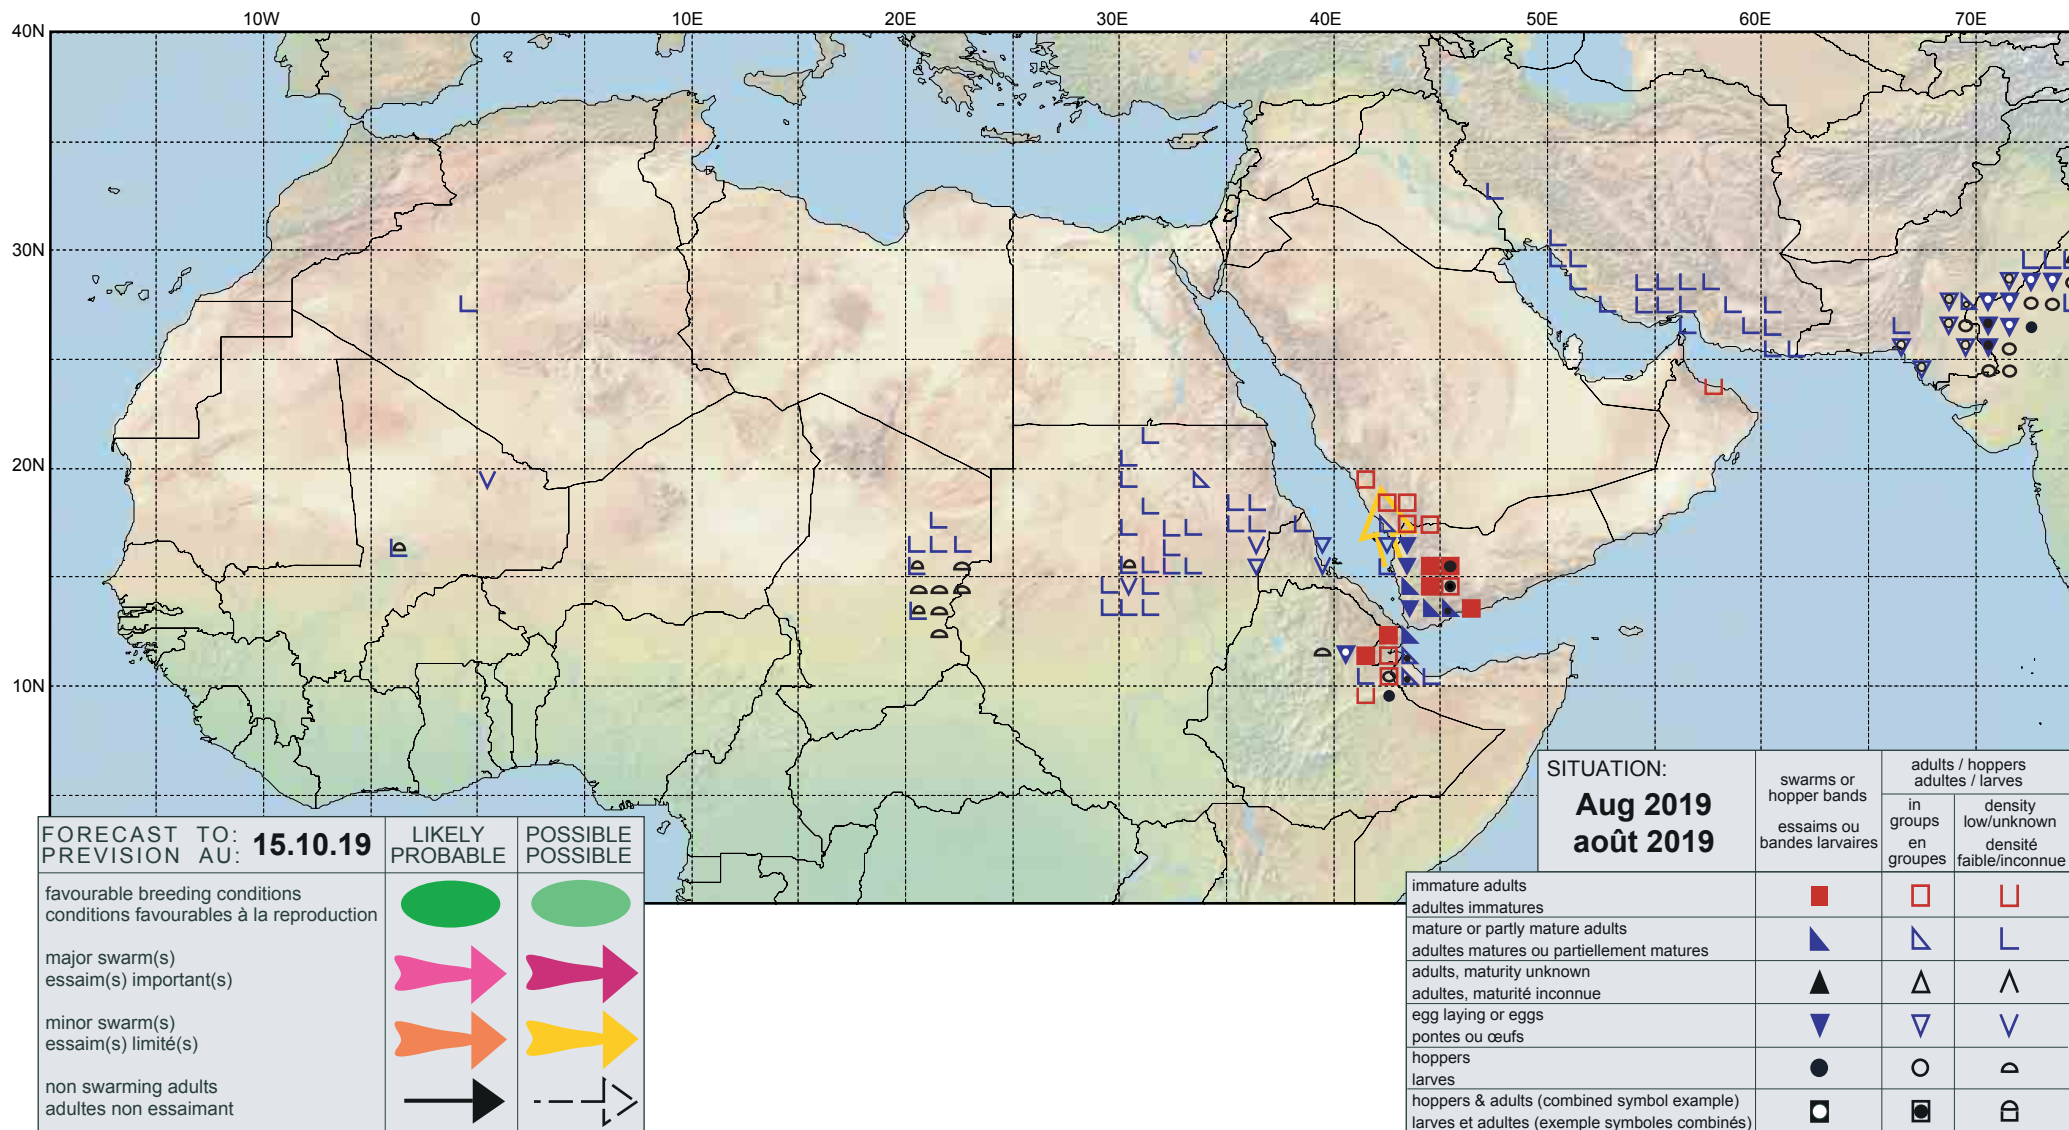 10W 0 10E 20E 30E 40E 50E 60E 70E
40N
30N
20N
10N
FORECAST TO:
PREVISION AU:
15.10.19
LIKELY
PROBABLE
POSSIBLE
POSSIBLE
favourable breeding conditions
conditions favourables à la reproduction
major swarm(s)
essaim(s) important(s)
minor swarm(s)
essaim(s) limité(s)
non swarming adults
adultes non essaimant
SITUATION:
Aug 2019
août 2019
swarms or
hopper bands
essaims ou
bandes larvaires
adults / hoppers
adultes / larves
in
groups
en
groupes
density
low/unknown
densité
faible/inconnue
immature adults
adultes immatures
mature or partly mature adults
adultes matures ou partiellement matures
adults, maturity unknown
adultes, maturité inconnue
egg laying or eggs
pontes ou œufs
hoppers
larves
hoppers & adults (combined symbol example)
larves et adultes (exemple symboles combinés)